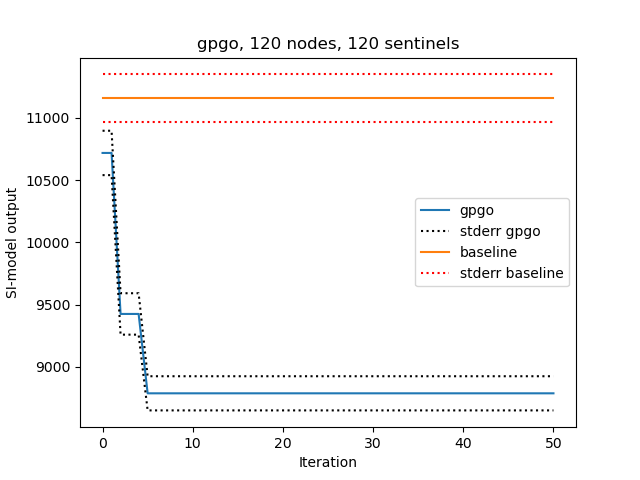 gpgo, 120 nodes, 120 sentinels
SI-model output
11000
10500
10000
9500
9000
gpgo
stderr gpgo
baseline
stderr baseline
0 10 20 30 40 50
Iteration